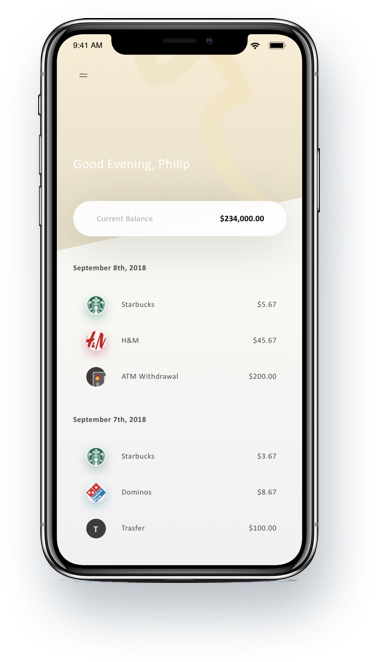 9:41 AM
Good Evening, Philip
Current Balance $234,000.00
September 8th, 2018
Starbucks $5.67
H&M
H&M $45.67
ATM Withdrawal $200.00
September 7th, 2018
Starbucks $3.67
Dominos $8.67
T Trasfer $100.00